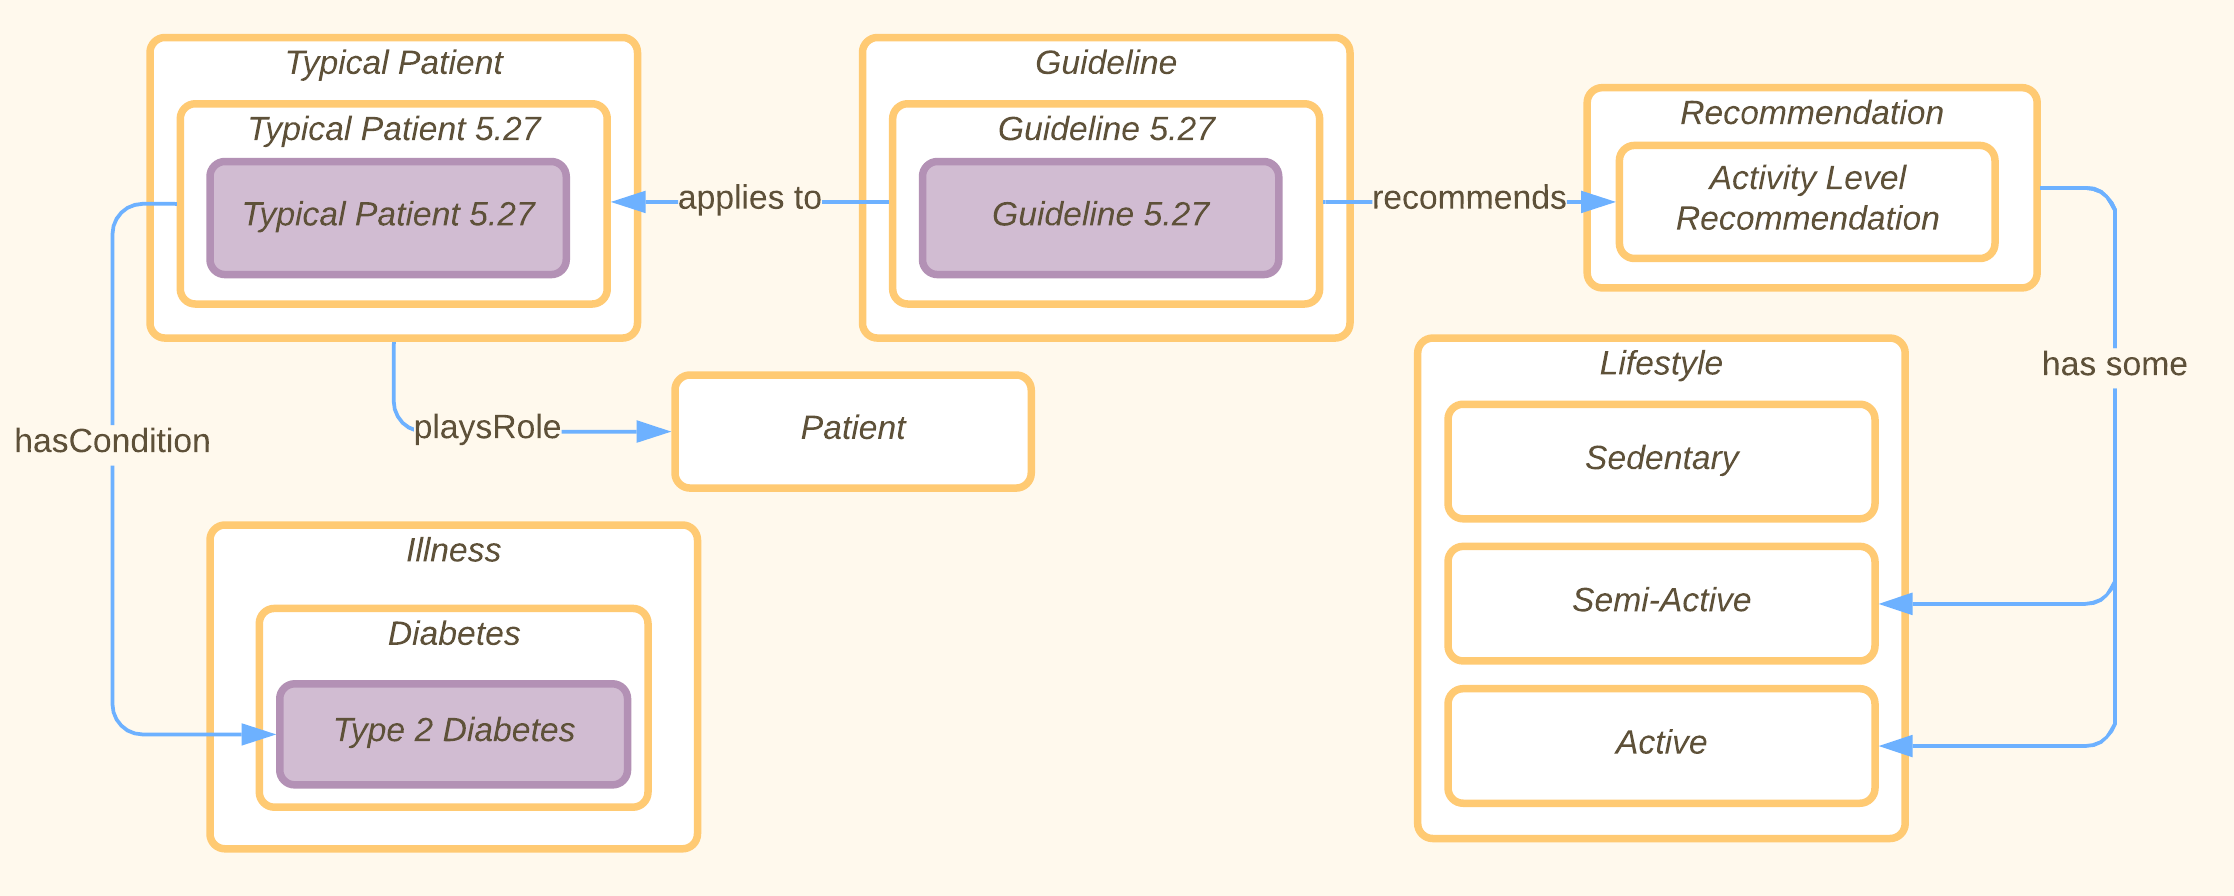 Typical Patient
Typical Patient 5.27
Typical Patient 5.27
applies to
Guideline
Guideline 5.27
Guideline 5.27
recommends
Recommendation
Activity Level
Recommendation
has some
Lifestyle
Sedentary
Semi-Active
Active
playsRole
Patient
hasCondition
Illness
Diabetes
Type 2 Diabetes